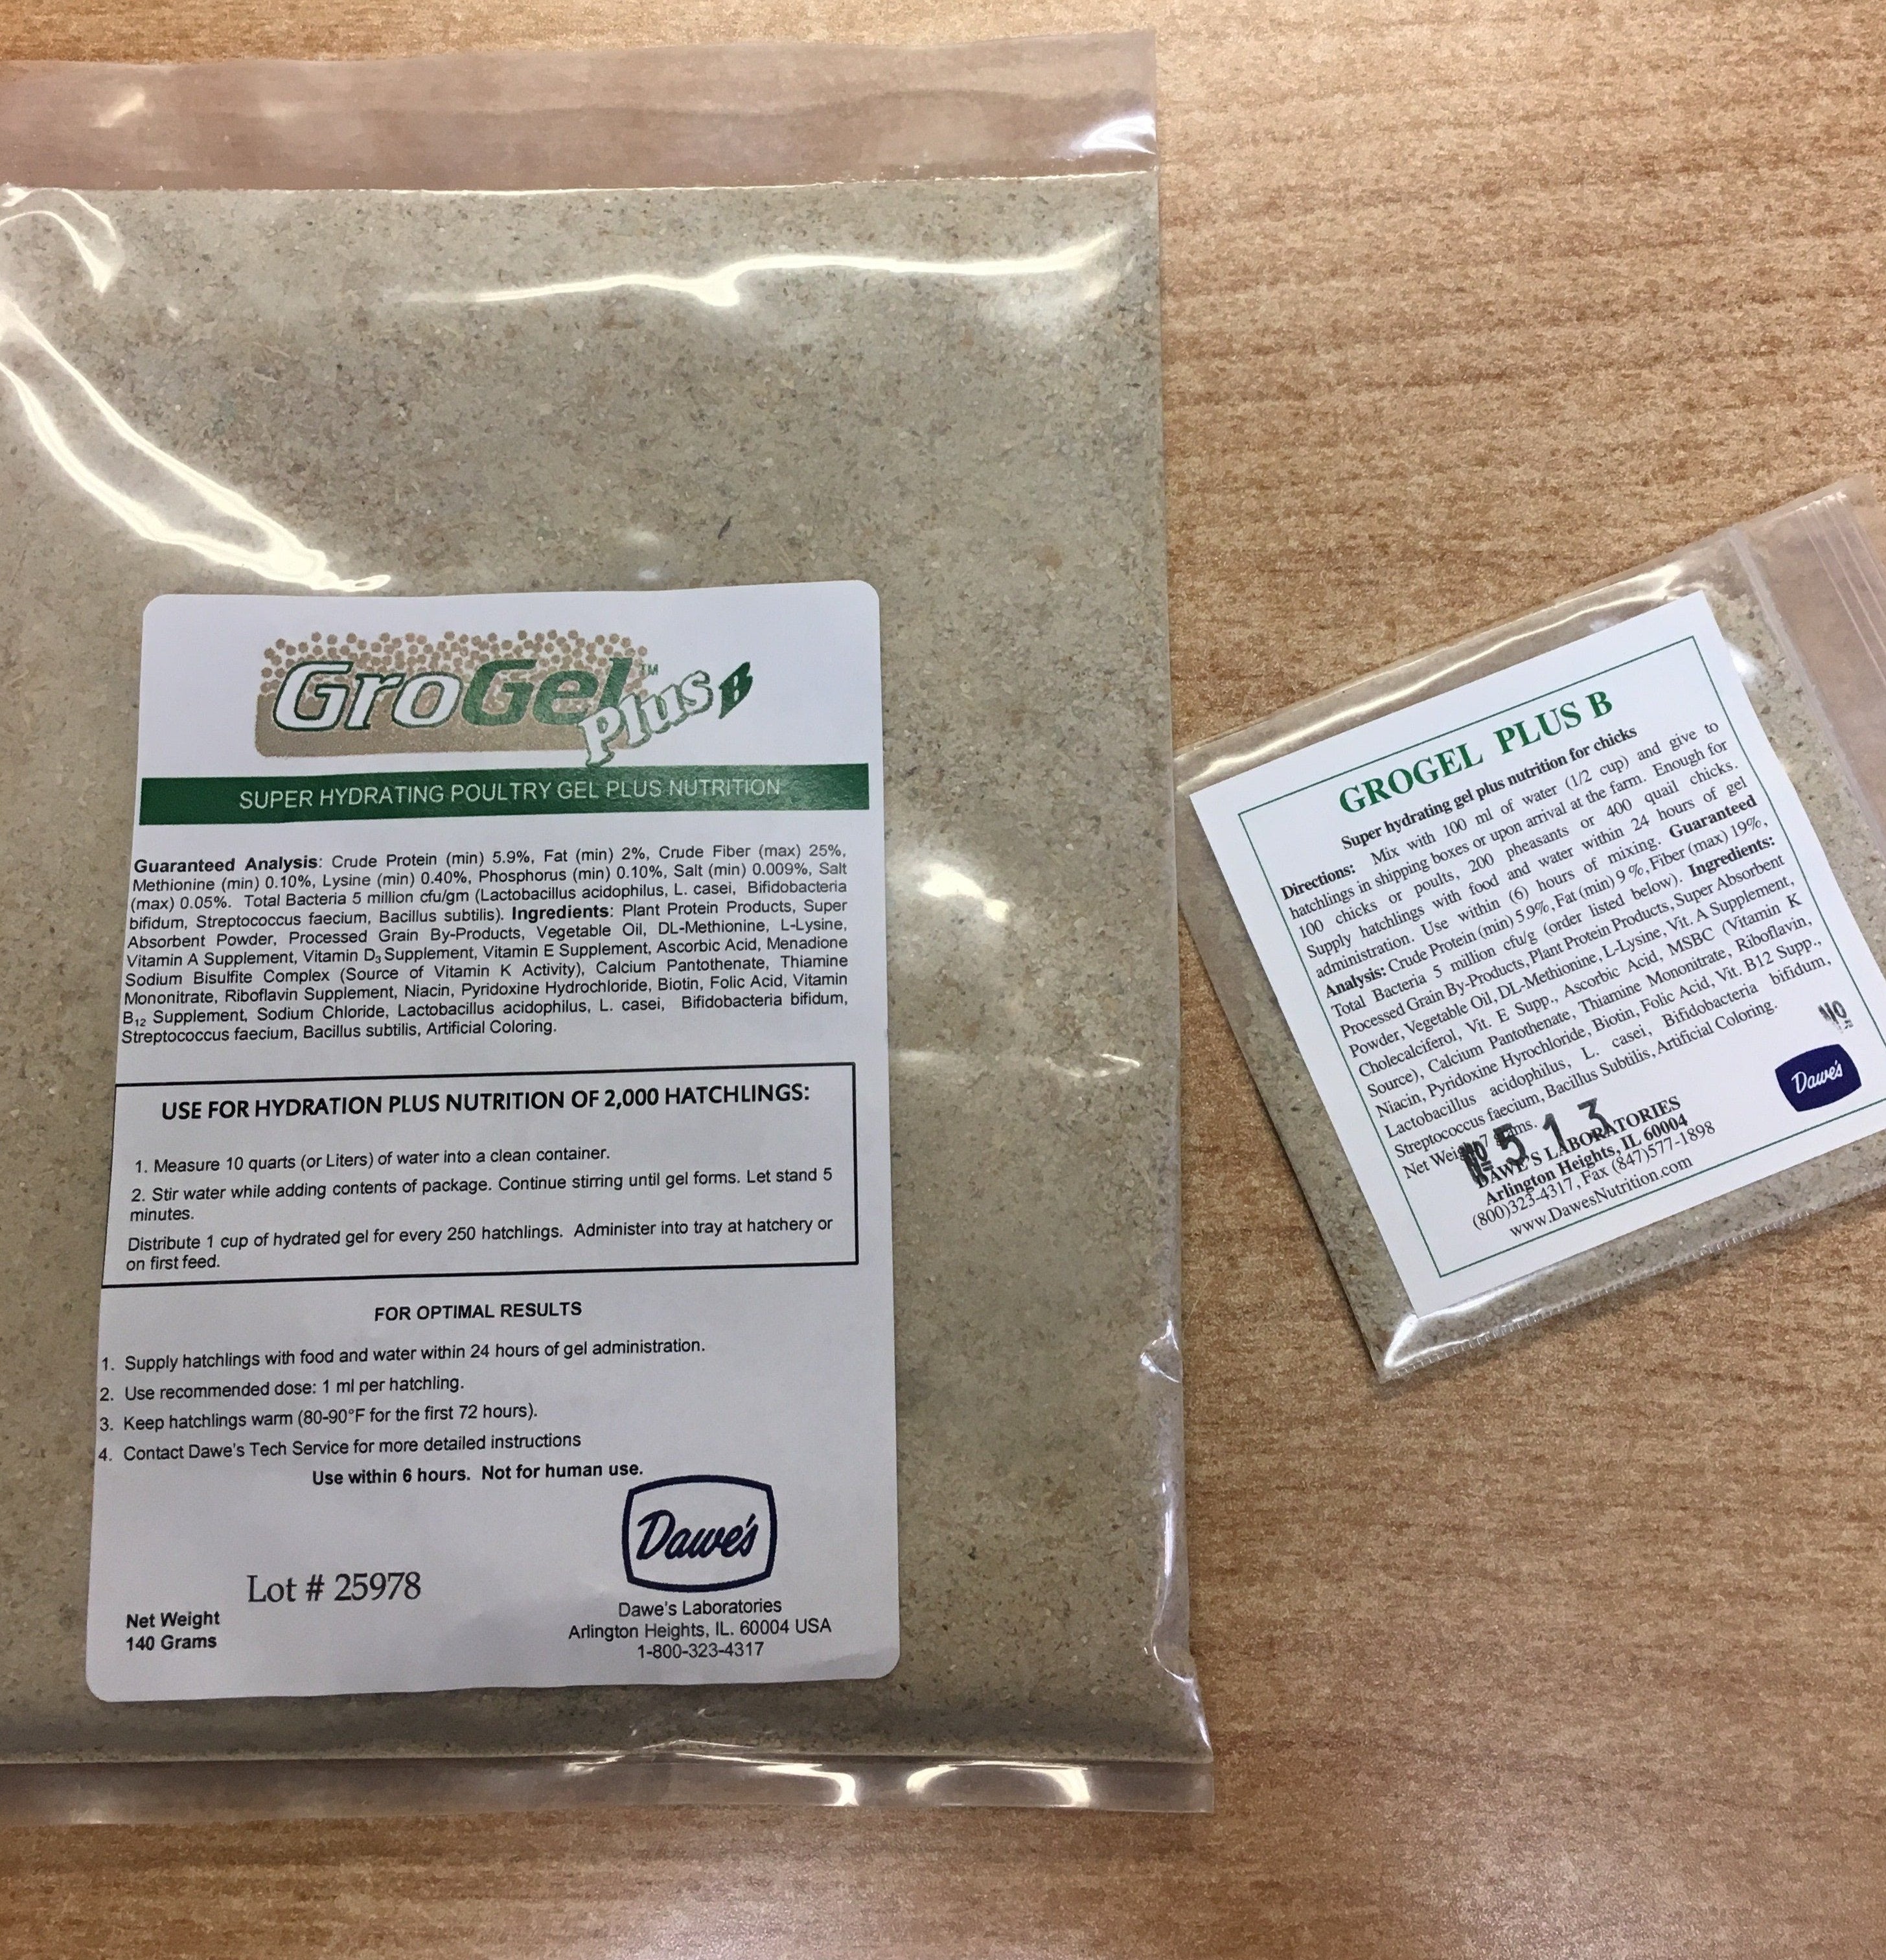 GroGel™ Plus B
SUPER HYDRATING POULTRY GEL PLUS NUTRITION
Guaranteed Analysis: Crude Protein (min) 5.9%, Fat (min) 2%, Crude Fiber (max) 25%,
Methionine (min) 0.10%, Lysine (min) 0.40%, Phosphorus (min) 0.10%, Salt (min) 0.009%, Salt
(max) 0.05%. Total Bacteria 5 million cfu/gm (Lactobacillus acidophilus, L. casei, Bifidobacteria
bifidum, Streptococcus faecium, Bacillus subtilis). Ingredients: Plant Protein Products, Super
Absorbent Powder, Processed Grain By-Products, Vegetable Oil, DL-Methionine, L-Lysine,
Vitamin A Supplement, Vitamin D3 Supplement, Vitamin E Supplement, Ascorbic Acid, Menadione
Sodium Bisulfite Complex (Source of Vitamin K Activity), Calcium Pantothenate, Thiamine
Mononitrate, Riboflavin Supplement, Niacin, Pyridoxine Hydrochloride, Biotin, Folic Acid, Vitamin
B12 Supplement, Sodium Chloride, Lactobacillus acidophilus, L. casei, Bifidobacteria bifidum,
Streptococcus faecium, Bacillus subtilis, Artificial Coloring.
USE FOR HYDRATION PLUS NUTRITION OF 2,000 HATCHLINGS:
1. Measure 10 quarts (or Liters) of water into a clean container.
2. Stir water while adding contents of package. Continue stirring until gel forms. Let stand 5
minutes.
Distribute 1 cup of hydrated gel for every 250 hatchlings. Administer into tray at hatchery or
on first feed.
FOR OPTIMAL RESULTS
1. Supply hatchlings with food and water within 24 hours of gel administration.
2. Use recommended dose: 1 ml per hatchling.
3. Keep hatchlings warm (80-90°F for the first 72 hours).
4. Contact Dawe's Tech Service for more detailed instructions
Use within 6 hours. Not for human use.
Dawe's
Lot # 25978
Net Weight
140 Grams
Dawe's Laboratories
Arlington Heights, IL. 60004 USA
1-800-323-4317
GROGEL PLUS B
Super hydrating gel plus nutrition for chicks
Directions: Mix with 100 ml of water (1/2 cup) and give to
hatchlings in shipping boxes or upon arrival at the farm. Enough for
100 chicks or poults, 200 pheasants or 400 quail chicks.
Supply hatchlings with food and water within 24 hours of gel
administration. Use within (6) hours of mixing. Guaranteed
Analysis: Crude Protein (min) 5.9%, Fat (min) 9 %, Fiber (max) 19%,
Total Bacteria 5 million cfu/g (order listed below). Ingredients:
Processed Grain By-Products, Plant Protein Products, Super Absorbent
Powder, Vegetable Oil, DL-Methionine, L-Lysine, Vit. A Supplement,
Cholecalciferol, Vit. E Supp., Ascorbic Acid, MSBC (Vitamin K
Source), Calcium Pantothenate, Thiamine Mononitrate, Riboflavin,
Niacin, Pyridoxine Hyrochloride, Biotin, Folic Acid, Vit. B12 Supp.,
Lactobacillus acidophilus, L. casei, Bifidobacteria bifidum,
Streptococcus faecium, Bacillus Subtilis, Artificial Coloring.
Net 7
№ 513
№
Dawe's
DAWE'S LABORATORIES
Arlington Heights, IL 60004
(800)323-4317, Fax (847)577-1898
www.DawesNutrition.com